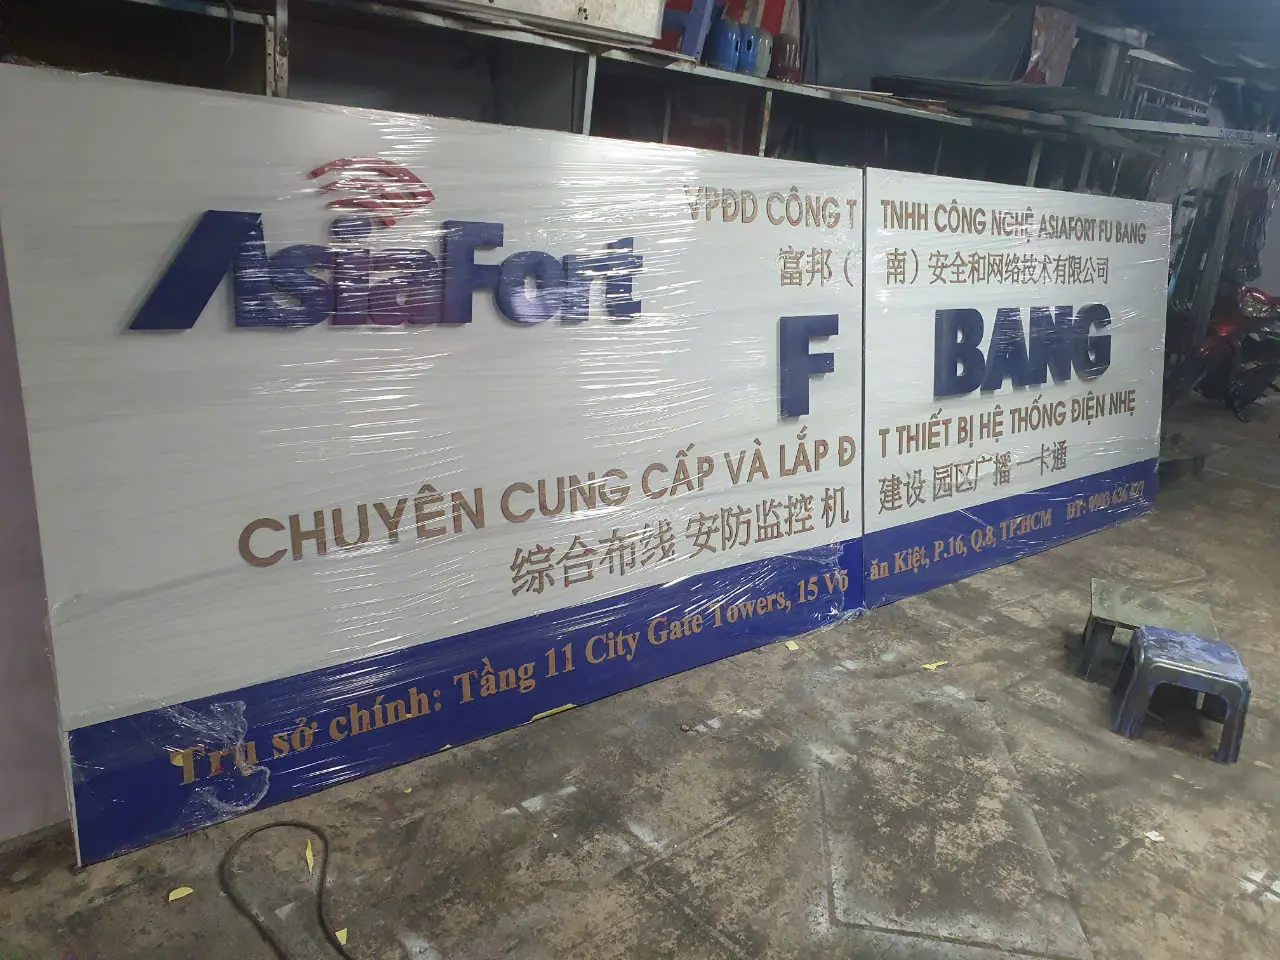 AsiaFort
VPĐD CÔNG T TNHH CÔNG NGHỆ ASIAFORT FU BANG
富邦（ 南）安全和网络技术有限公司
F BANG
CHUYÊN CUNG CẤP VÀ LẮP Đ T THIẾT BỊ HỆ THỐNG ĐIỆN NHẸ
综合布线 安防监控 机 建设 园区广播 一卡通
Trụ sở chính: Tầng 11 City Gate Towers, 15 Võ ăn Kiệt, P.16, Q.8, TP.HCM ĐT: